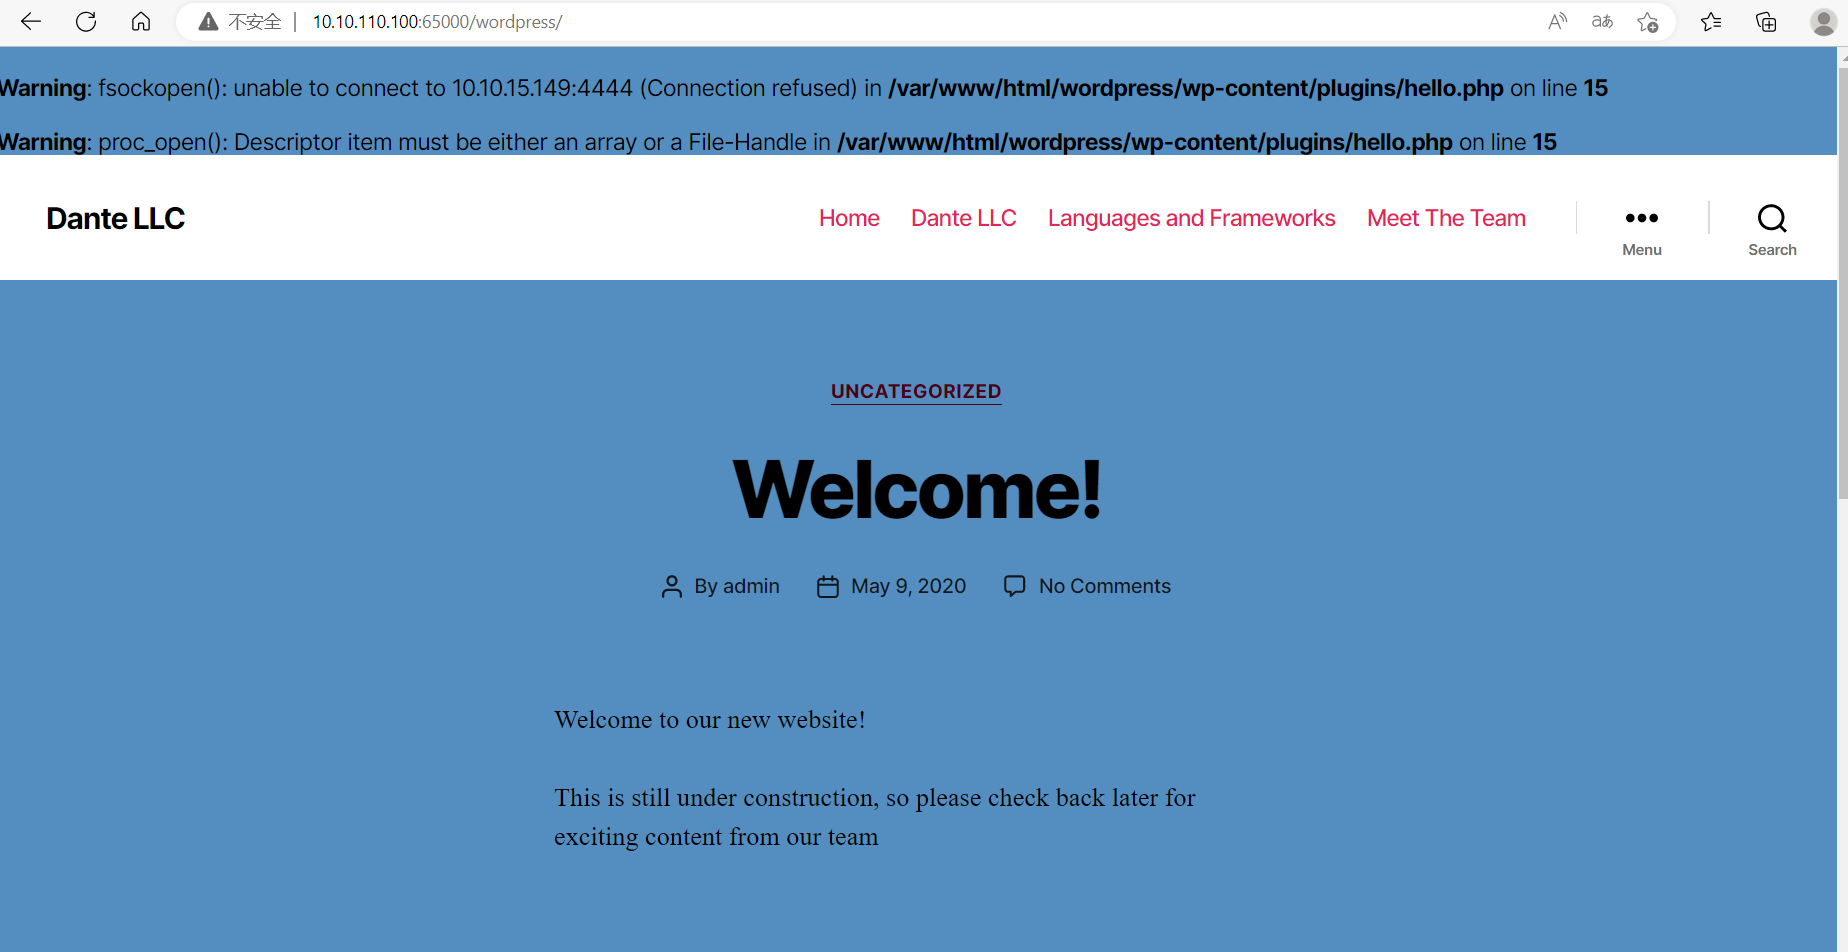 不安全 | 10.10.110.100:65000/wordpress/
Warning: fsockopen(): unable to connect to 10.10.15.149:4444 (Connection refused) in /var/www/html/wordpress/wp-content/plugins/hello.php on line 15
Warning: proc_open(): Descriptor item must be either an array or a File-Handle in /var/www/html/wordpress/wp-content/plugins/hello.php on line 15
Dante LLC Home Dante LLC Languages and Frameworks Meet The Team
Menu Search
UNCATEGORIZED
Welcome!
By admin May 9, 2020 No Comments
Welcome to our new website!
This is still under construction, so please check back later for
exciting content from our team